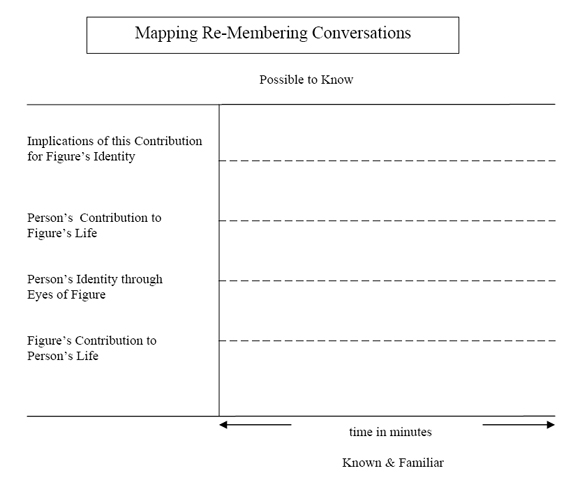 Mapping Re-Membering Conversations
Possible to Know
Implications of this Contribution
for Figure's Identity
Person's Contribution to
Figure's Life
Person's Identity through
Eyes of Figure
Figure's Contribution to
Person's Life
time in minutes
Known & Familiar